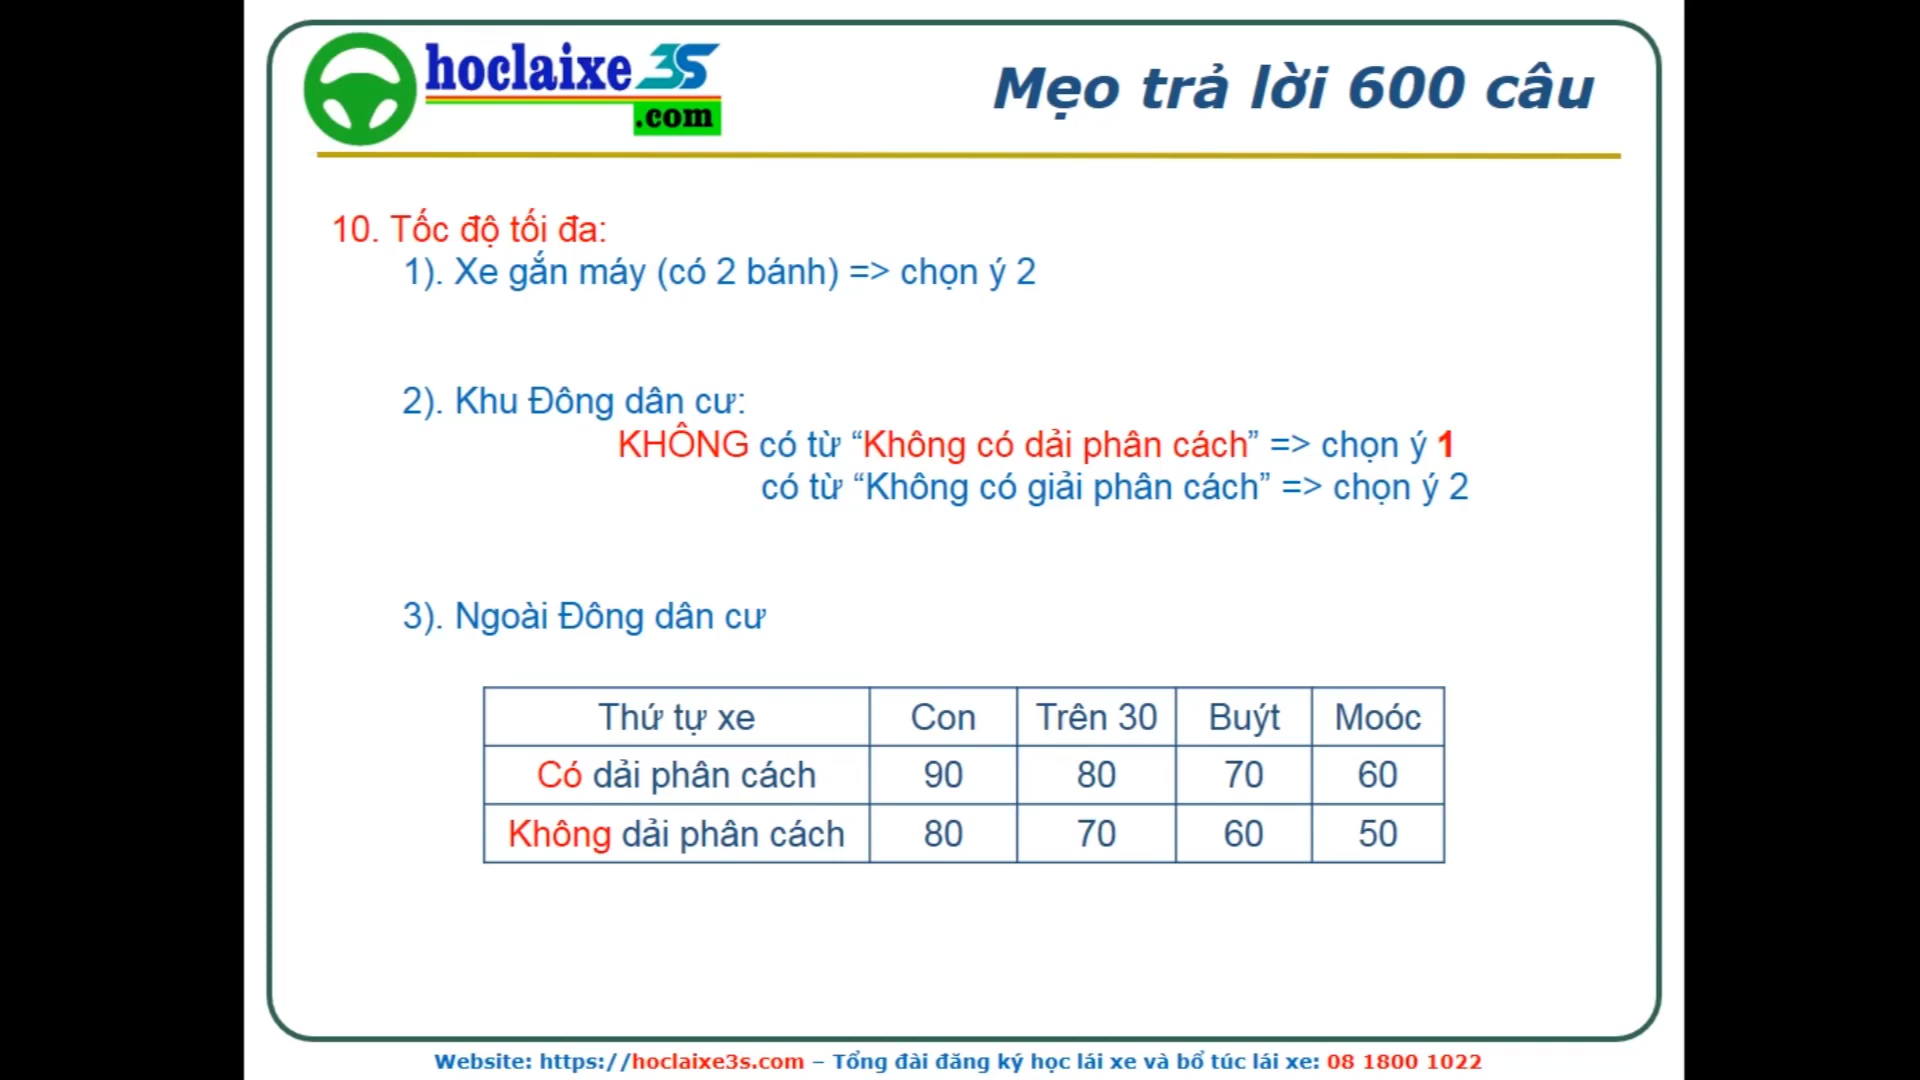 hoclaixe3s
.com
Mẹo trả lời 600 câu
10. Tốc độ tối đa:
1). Xe gắn máy (có 2 bánh) => chọn ý 2
2). Khu Đông dân cư:
KHÔNG có từ “Không có dải phân cách” => chọn ý 1
có từ “Không có giải phân cách” => chọn ý 2
3). Ngoài Đông dân cư
Thứ tự xe Con Trên 30 Buýt Moóc
Có dải phân cách 90 80 70 60
Không dải phân cách 80 70 60 50
Website: https://hoclaixe3s.com – Tổng đài đăng ký học lái xe và bổ túc lái xe: 08 1800 1022